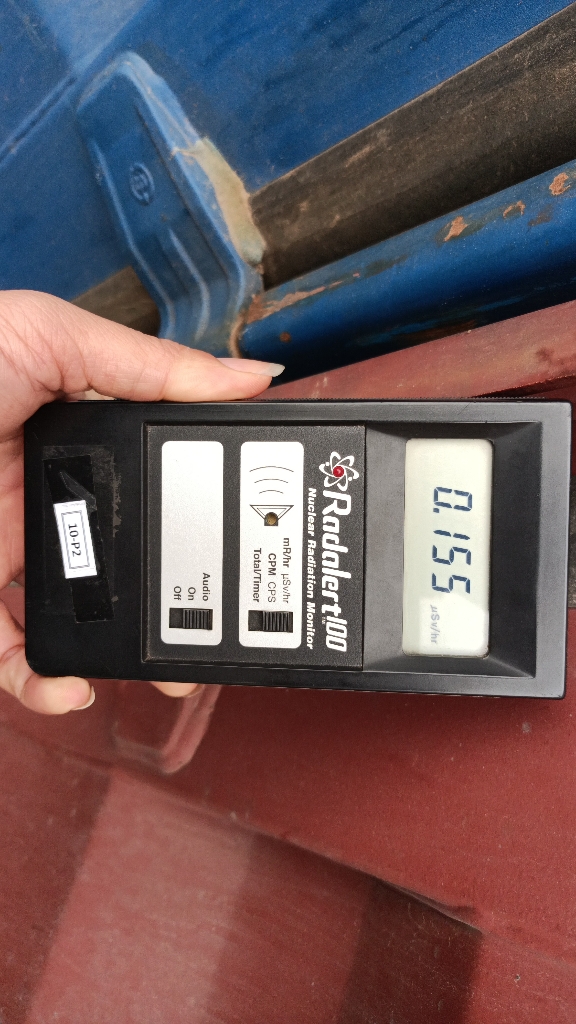 0.155
µSv/hr
Radalert100™
Nuclear Radiation Monitor
mR/hr µSv/hr
CPM CPS
Total/Timer
Audio
On
Off
10-P2